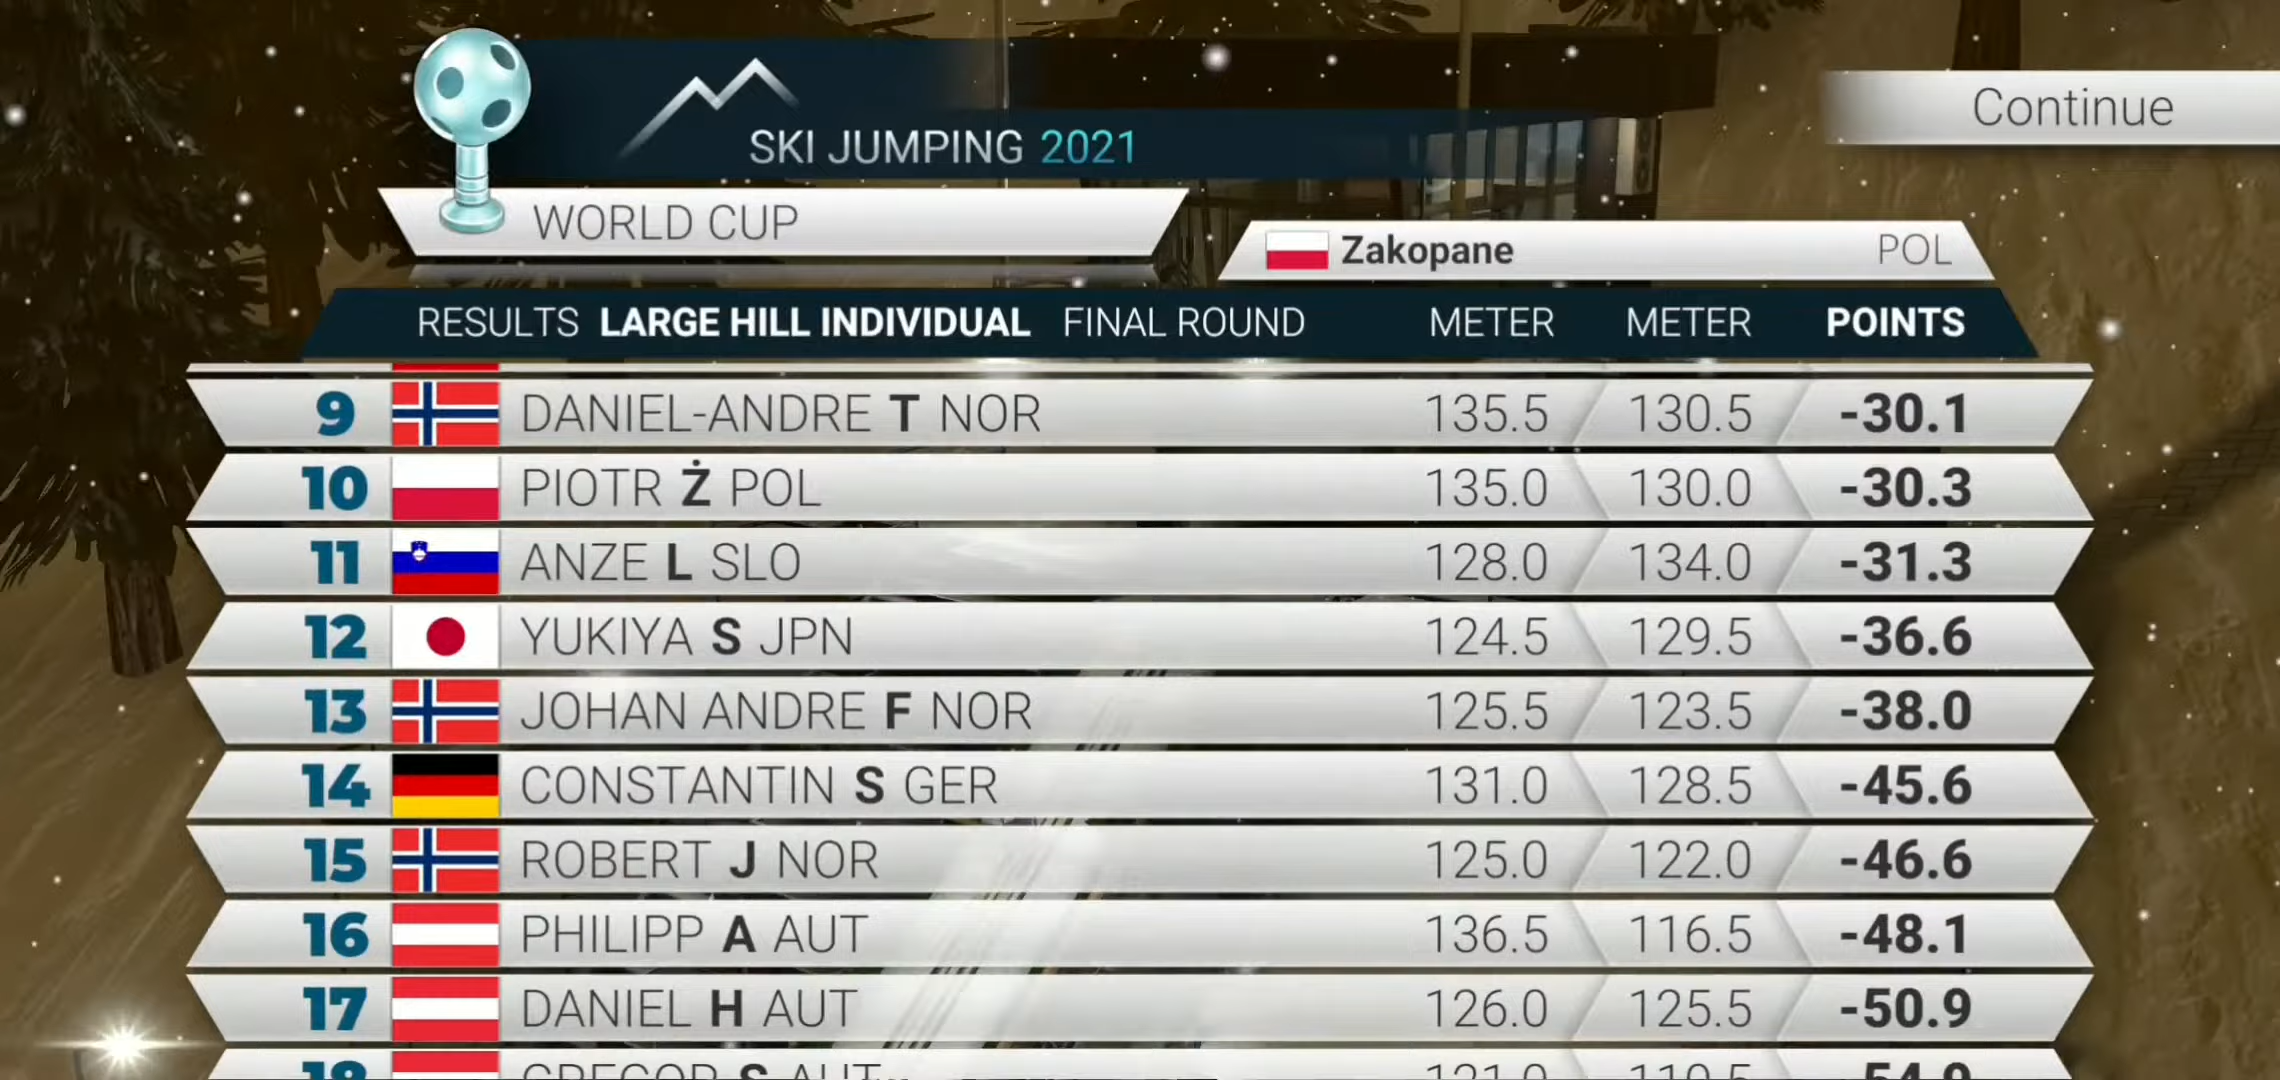 SKI JUMPING 2021
Continue
WORLD CUP
Zakopane POL
RESULTS LARGE HILL INDIVIDUAL FINAL ROUND METER METER POINTS
9 DANIEL-ANDRE T NOR 135.5 130.5 -30.1
10 PIOTR Ż POL 135.0 130.0 -30.3
11 ANZE L SLO 128.0 134.0 -31.3
12 YUKIYA S JPN 124.5 129.5 -36.6
13 JOHAN ANDRE F NOR 125.5 123.5 -38.0
14 CONSTANTIN S GER 131.0 128.5 -45.6
15 ROBERT J NOR 125.0 122.0 -46.6
16 PHILIPP A AUT 136.5 116.5 -48.1
17 DANIEL H AUT 126.0 125.5 -50.9
18 GREGOR S AUT